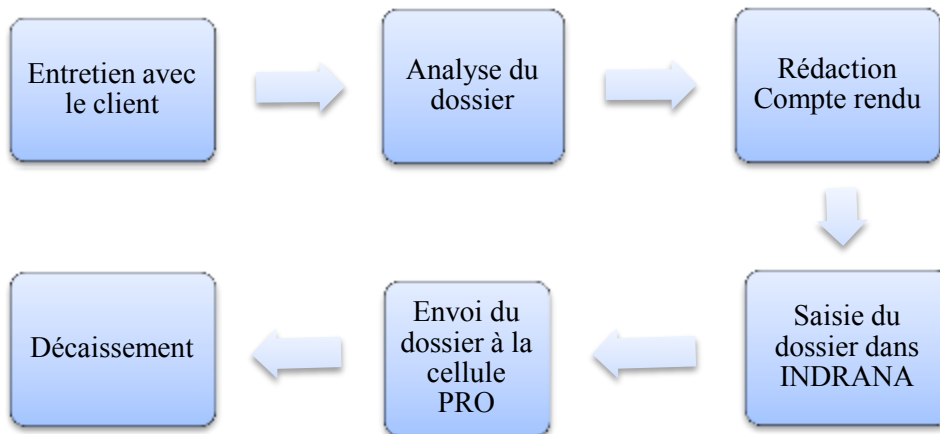 Entretien avec
le client
Analyse du
dossier
Rédaction
Compte rendu
Saisie du
dossier dans
INDRANA
Envoi du
dossier à la
cellule
PRO
Décaissement